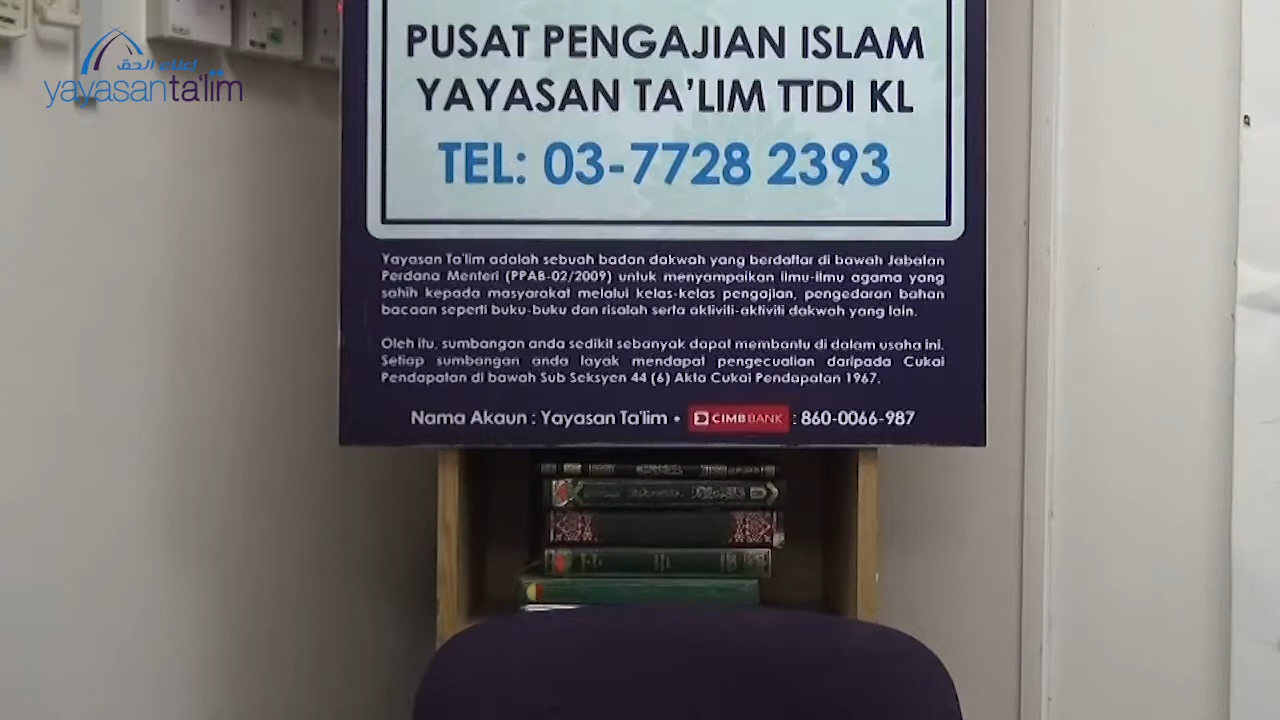 إعلاء الحق
yayasanta'lim
PUSAT PENGAJIAN ISLAM
YAYASAN TA'LIM TTDI KL
TEL: 03-7728 2393
Yayasan Ta'lim adalah sebuah badan dakwah yang berdaftar di bawah Jabatan
Perdana Menteri (PPAB-02/2009) untuk menyampaikan ilmu-ilmu agama yang
sahih kepada masyarakat melalui kelas-kelas pengajian, pengedaran bahan
bacaan seperti buku-buku dan risalah serta aktiviti-aktiviti dakwah yang lain.
Oleh itu, sumbangan anda sedikit sebanyak dapat membantu di dalam usaha ini.
Setiap sumbangan anda layak mendapat pengecualian daripada Cukai
Pendapatan di bawah Sub Seksyen 44 (6) Akta Cukai Pendapatan 1967.
Nama Akaun : Yayasan Ta'lim • CIMB BANK : 860-0066-987